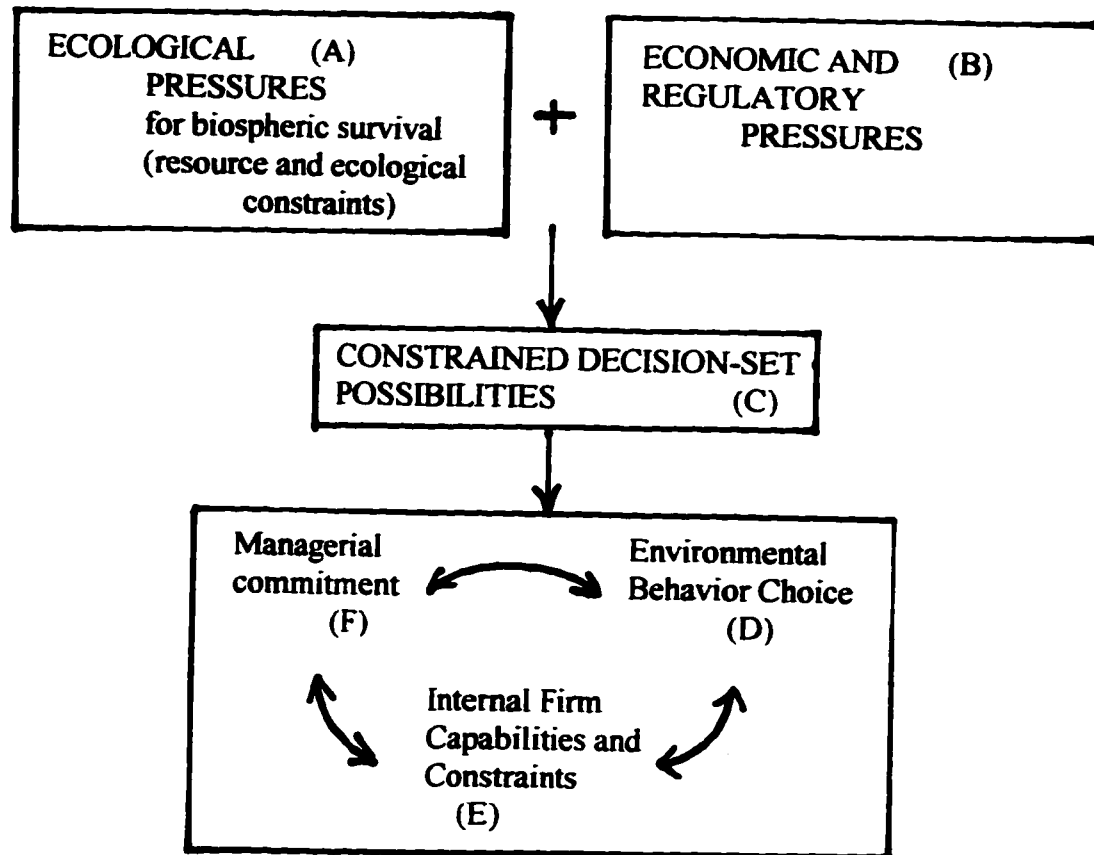 ECOLOGICAL (A)
PRESSURES
for biospheric survival
(resource and ecological
constraints)
+
ECONOMIC AND (B)
REGULATORY
PRESSURES
CONSTRAINED DECISION-SET
POSSIBILITIES (C)
Managerial
commitment
(F)
Environmental
Behavior Choice
(D)
Internal Firm
Capabilities and
Constraints
(E)